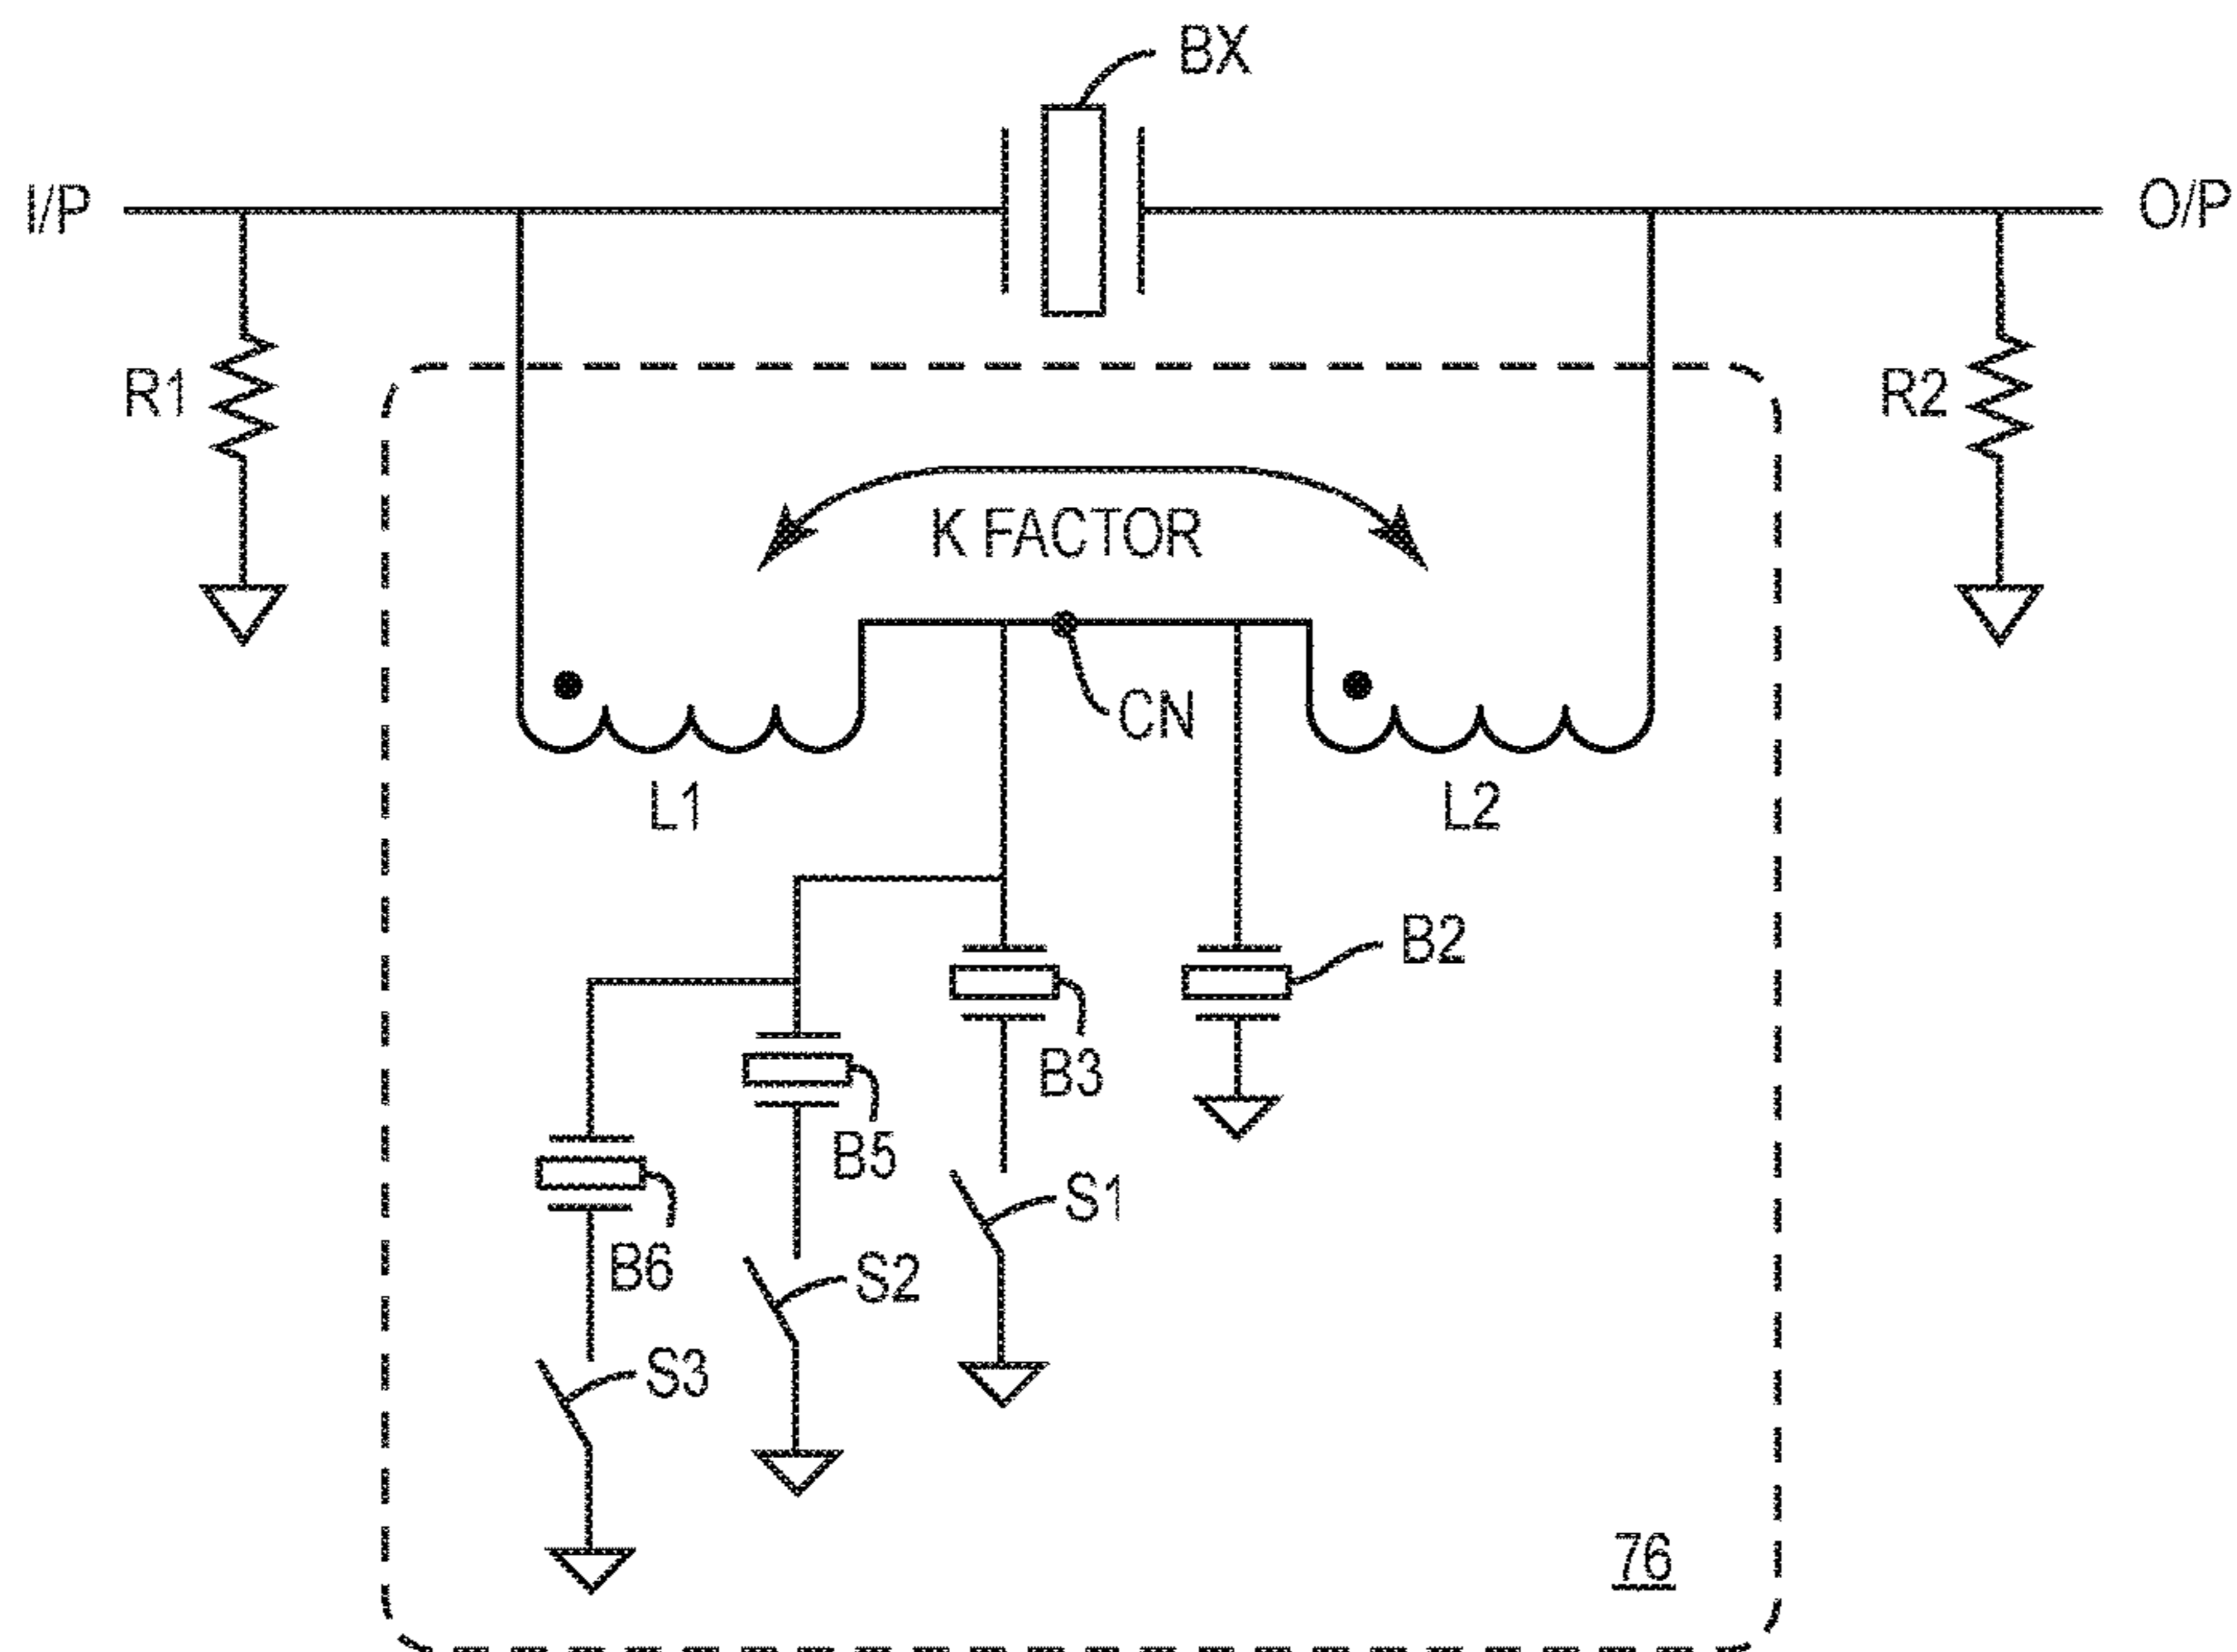 BX
I/P
O/P
R1
R2
K FACTOR
CN
L1
L2
B2
B3
B5
S1
B6
S2
S3
76